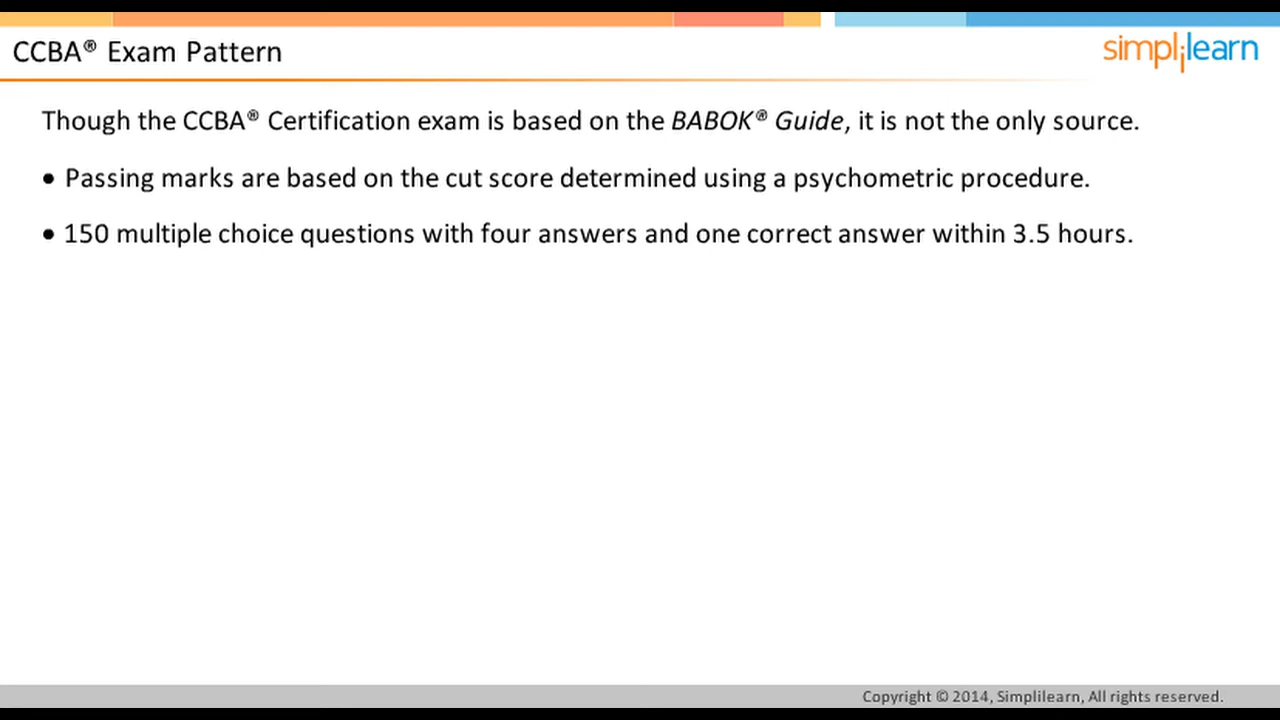 CCBA® Exam Pattern
simplilearn
Though the CCBA® Certification exam is based on the BABOK® Guide, it is not the only source.
• Passing marks are based on the cut score determined using a psychometric procedure.
• 150 multiple choice questions with four answers and one correct answer within 3.5 hours.
Copyright © 2014, Simplilearn, All rights reserved.